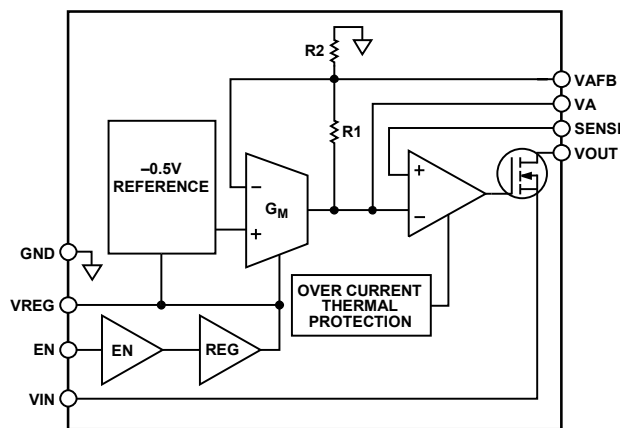 R2
VAFB
VA
R1
SENSE
VOUT
–0.5V
REFERENCE
–
GM
+
+
–
GND
OVER CURRENT
THERMAL
PROTECTION
VREG
EN
EN
REG
VIN